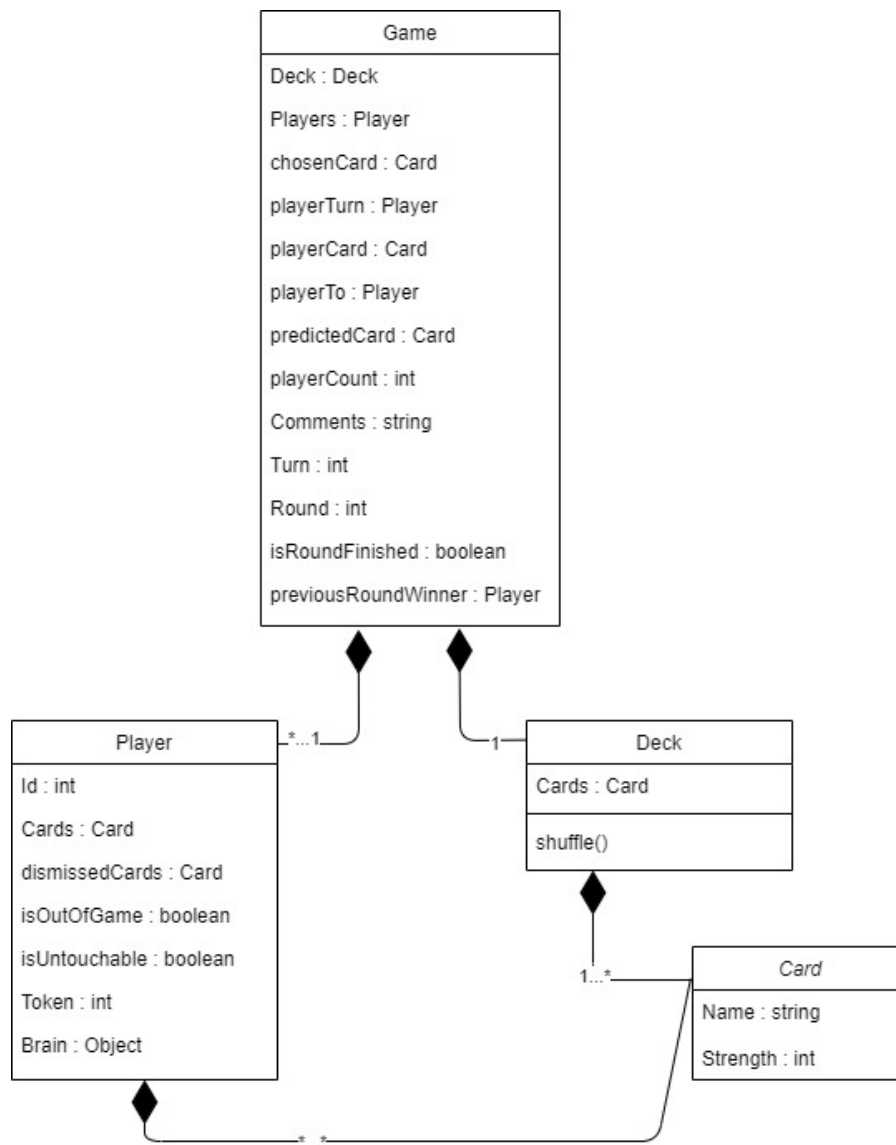 Game
Deck : Deck
Players : Player
chosenCard : Card
playerTurn : Player
playerCard : Card
playerTo : Player
predictedCard : Card
playerCount : int
Comments : string
Turn : int
Round : int
isRoundFinished : boolean
previousRoundWinner : Player
*...1
1
Player
Id : int
Cards : Card
dismissedCards : Card
isOutOfGame : boolean
isUntouchable : boolean
Token : int
Brain : Object
Deck
Cards : Card
shuffle()
1...*
Card
Name : string
Strength : int
*...*